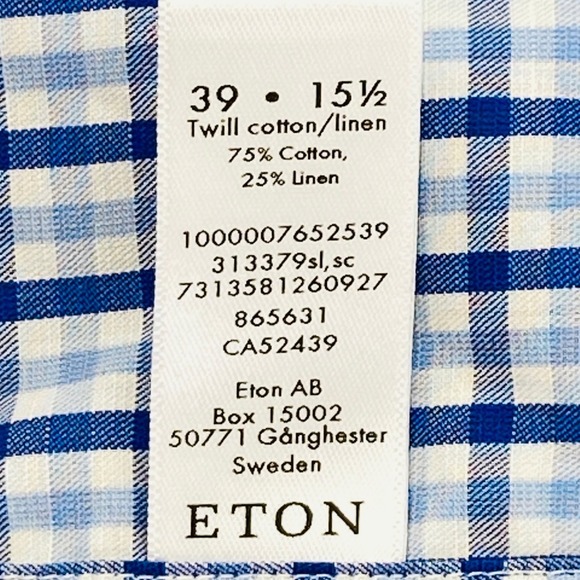 39 • 15½
Twill cotton/linen
75% Cotton,
25% Linen
1000007652539
313379sl,sc
7313581260927
865631
CA52439
Eton AB
Box 15002
50771 Gånghester
Sweden
ETON